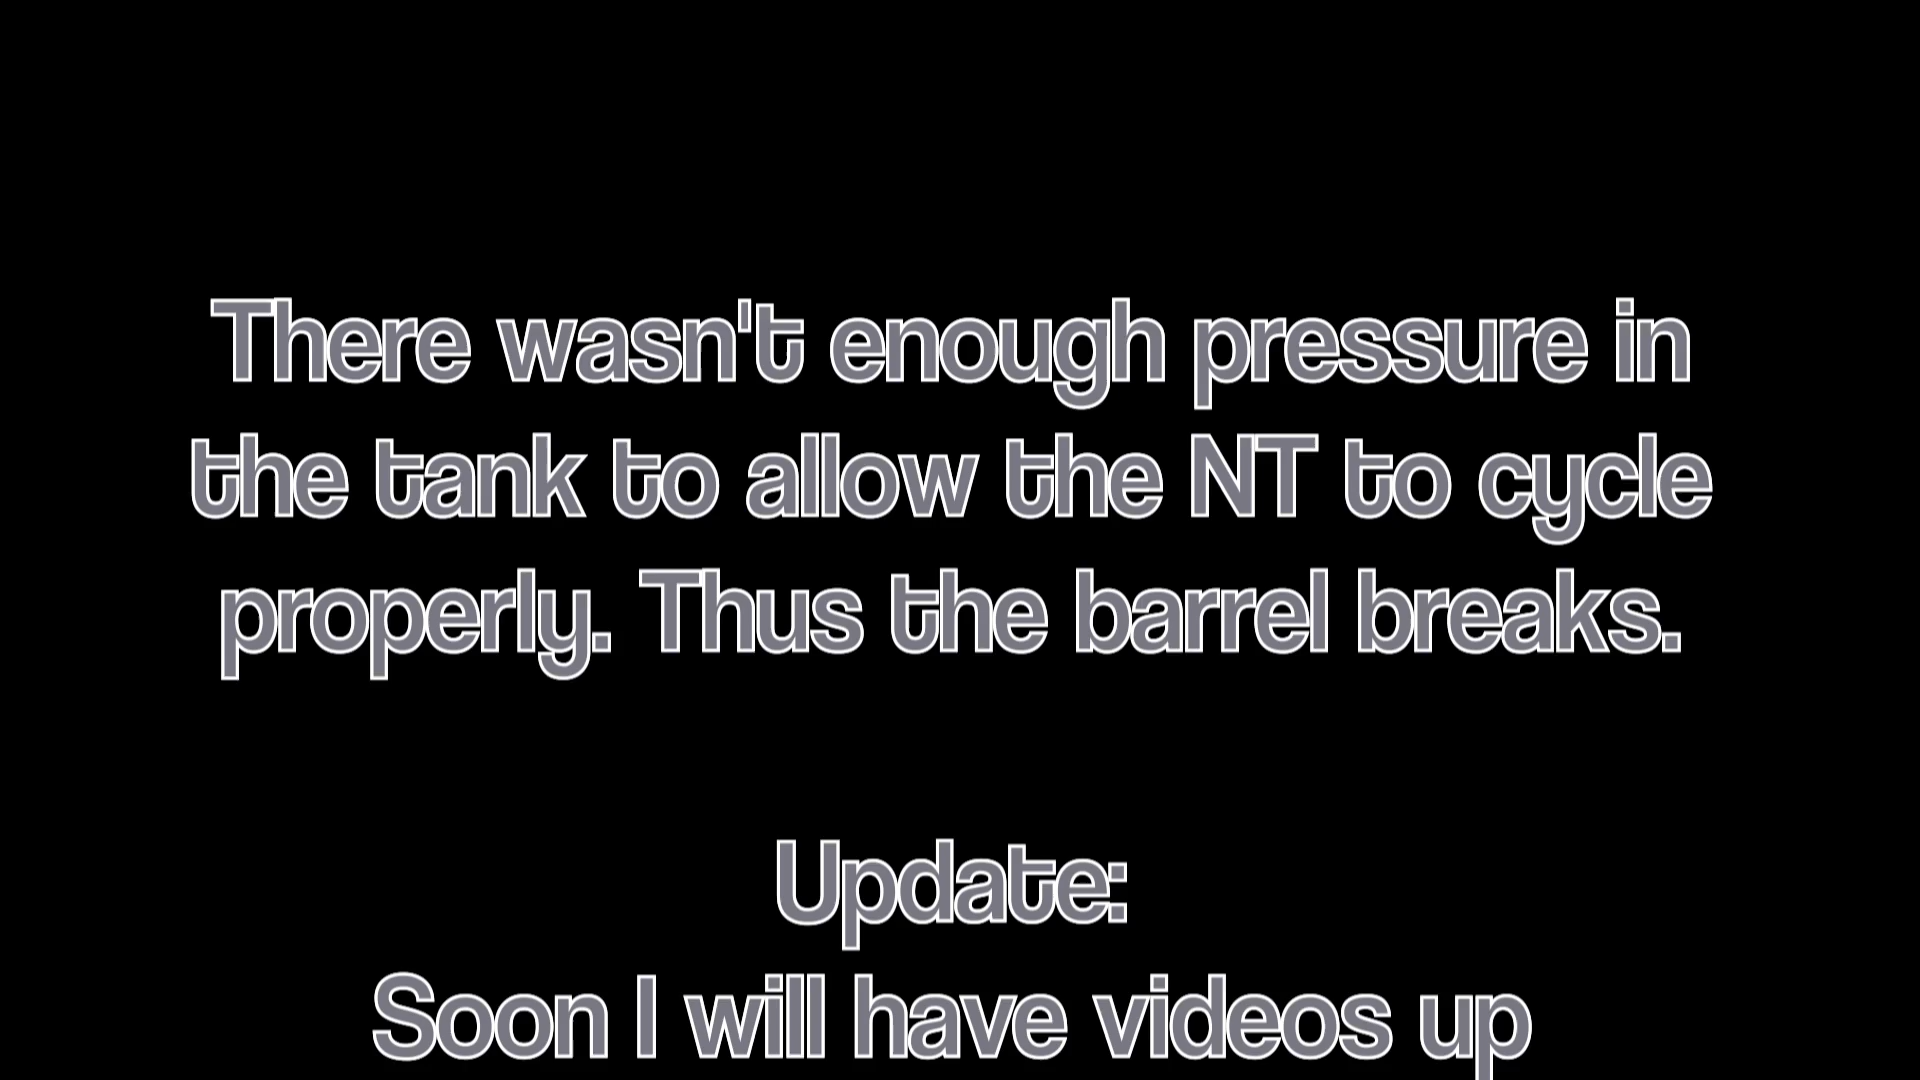 There wasn't enough pressure in
the tank to allow the NT to cycle
properly. Thus the barrel breaks.
Update:
Soon I will have videos up